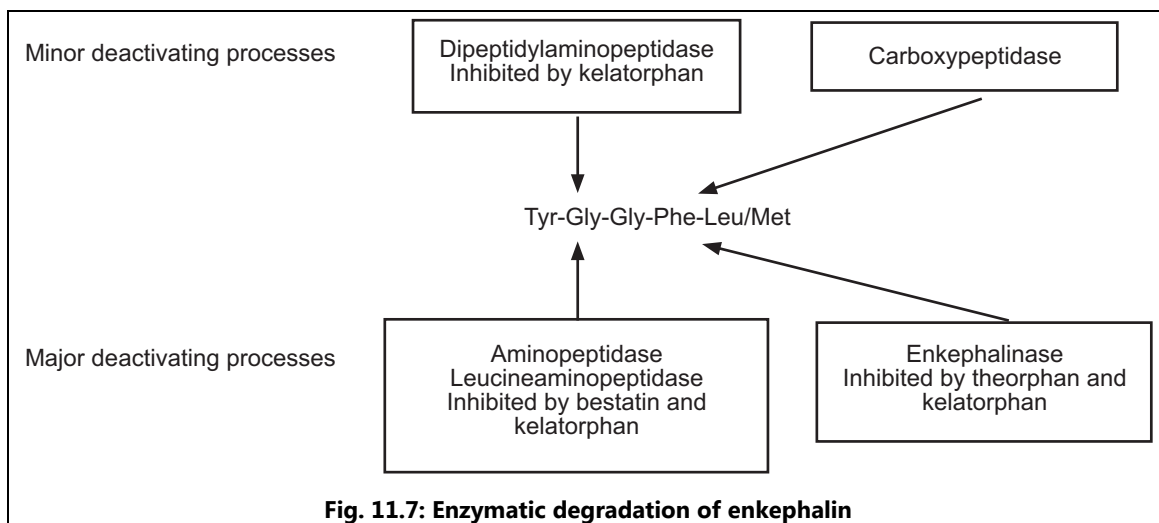 Minor deactivating processes
Dipeptidylaminopeptidase
Inhibited by kelatorphan
Carboxypeptidase
Tyr-Gly-Gly-Phe-Leu/Met
Major deactivating processes
Aminopeptidase
Leucineaminopeptidase
Inhibited by bestatin and
kelatorphan
Enkephalinase
Inhibited by theorphan and
kelatorphan
Fig. 11.7: Enzymatic degradation of enkephalin